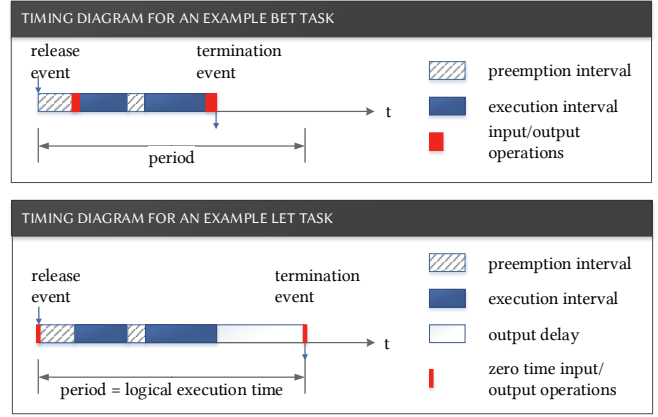 TIMING DIAGRAM FOR AN EXAMPLE BET TASK
release
event
termination
event
t
period
preemption interval
execution interval
input/output
operations
TIMING DIAGRAM FOR AN EXAMPLE LET TASK
release
event
termination
event
t
period = logical execution time
preemption interval
execution interval
output delay
zero time input/
output operations